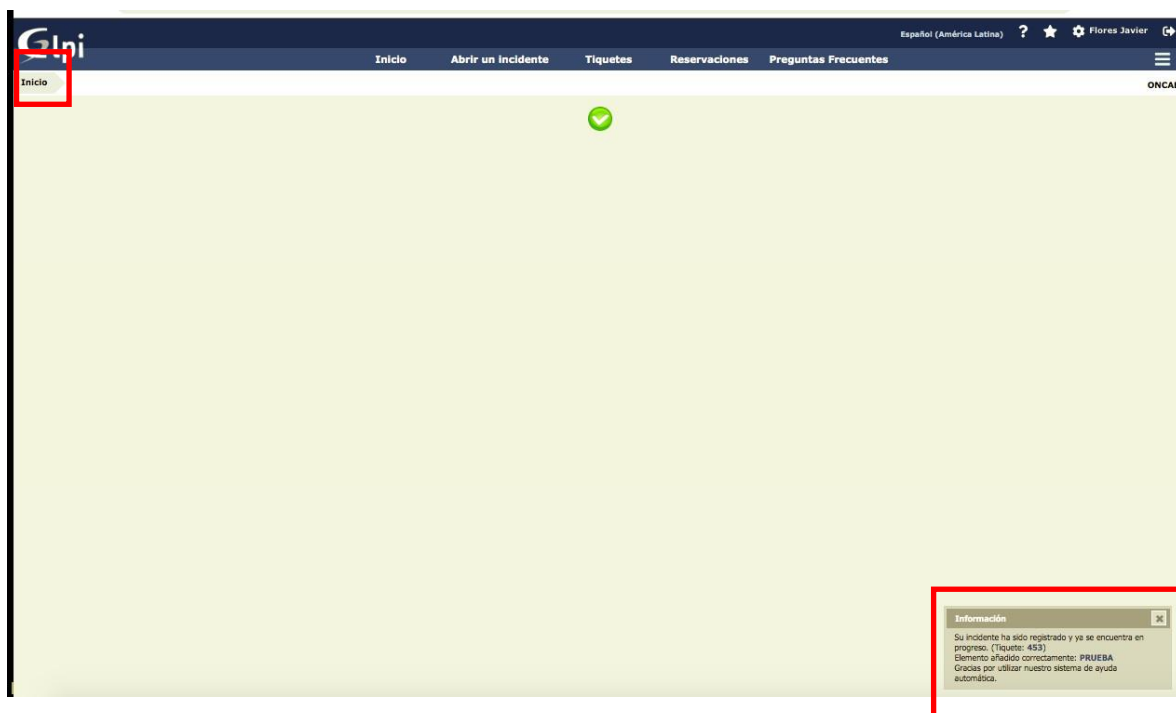 Glpi
Español (América Latina) ? Flores Javier
Inicio Abrir un incidente Tiquetes Reservaciones Preguntas Frecuentes
Inicio
Información
Su incidente ha sido registrado y ya se encuentra en
progreso. (Tiquete: 453)
Elemento añadido correctamente: PRUEBA
Gracias por utilizar nuestro sistema de ayuda
automática.